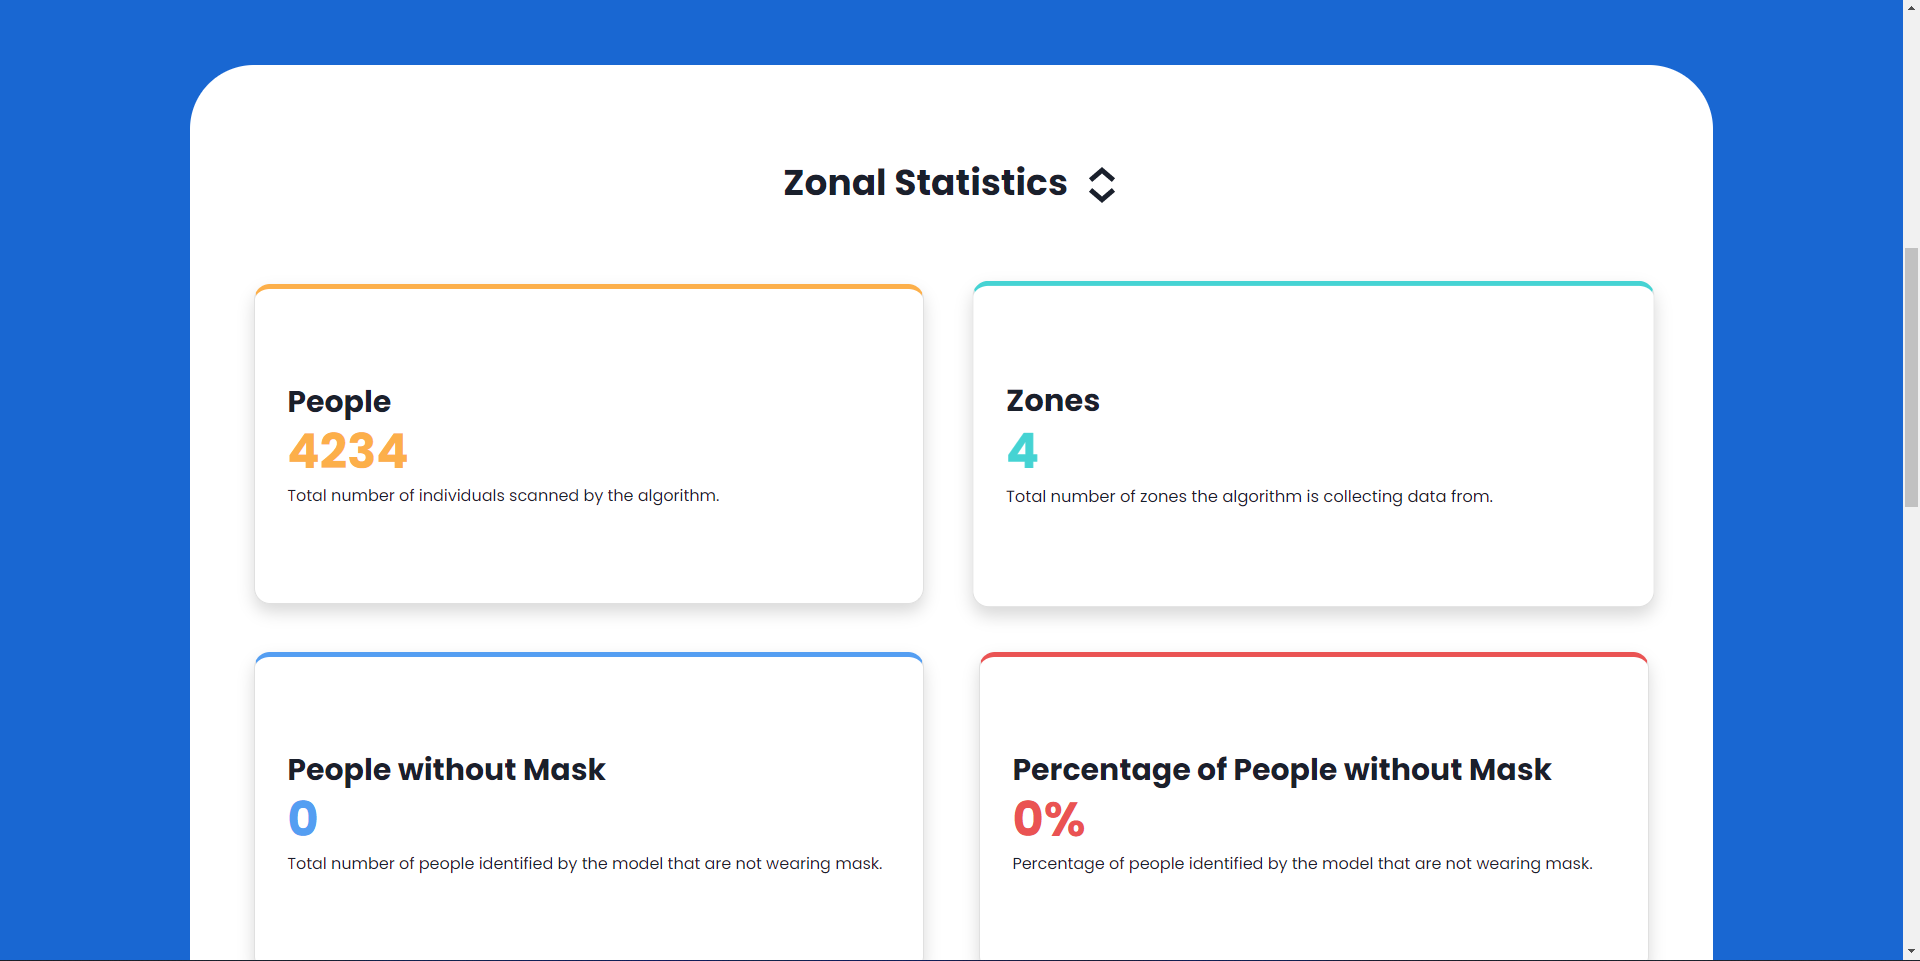 Zonal Statistics
People
4234
Total number of individuals scanned by the algorithm.
Zones
4
Total number of zones the algorithm is collecting data from.
People without Mask
0
Total number of people identified by the model that are not wearing mask.
Percentage of People without Mask
0%
Percentage of people identified by the model that are not wearing mask.